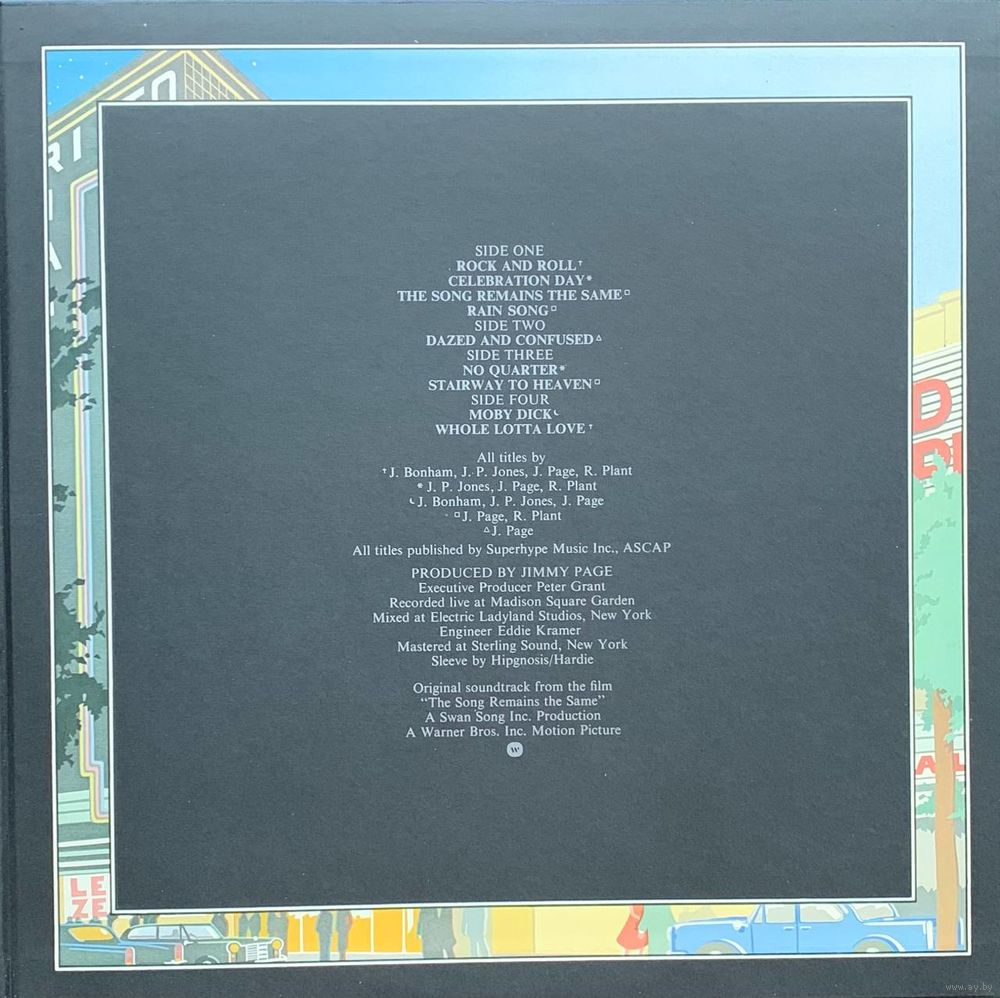 SIDE ONE
ROCK AND ROLL†
CELEBRATION DAY*
THE SONG REMAINS THE SAME□
RAIN SONG□
SIDE TWO
DAZED AND CONFUSED△
SIDE THREE
NO QUARTER*
STAIRWAY TO HEAVEN□
SIDE FOUR
MOBY DICK☾
WHOLE LOTTA LOVE†
All titles by
†J. Bonham, J. P. Jones, J. Page, R. Plant
*J. P. Jones, J. Page, R. Plant
☾J. Bonham, J. P. Jones, J. Page
□J. Page, R. Plant
△J. Page
All titles published by Superhype Music Inc., ASCAP
PRODUCED BY JIMMY PAGE
Executive Producer Peter Grant
Recorded live at Madison Square Garden
Mixed at Electric Ladyland Studios, New York
Engineer Eddie Kramer
Mastered at Sterling Sound, New York
Sleeve by Hipgnosis/Hardie
Original soundtrack from the film
“The Song Remains the Same”
A Swan Song Inc. Production
A Warner Bros. Inc. Motion Picture
w
LE
ZE
AL
www.ay.by